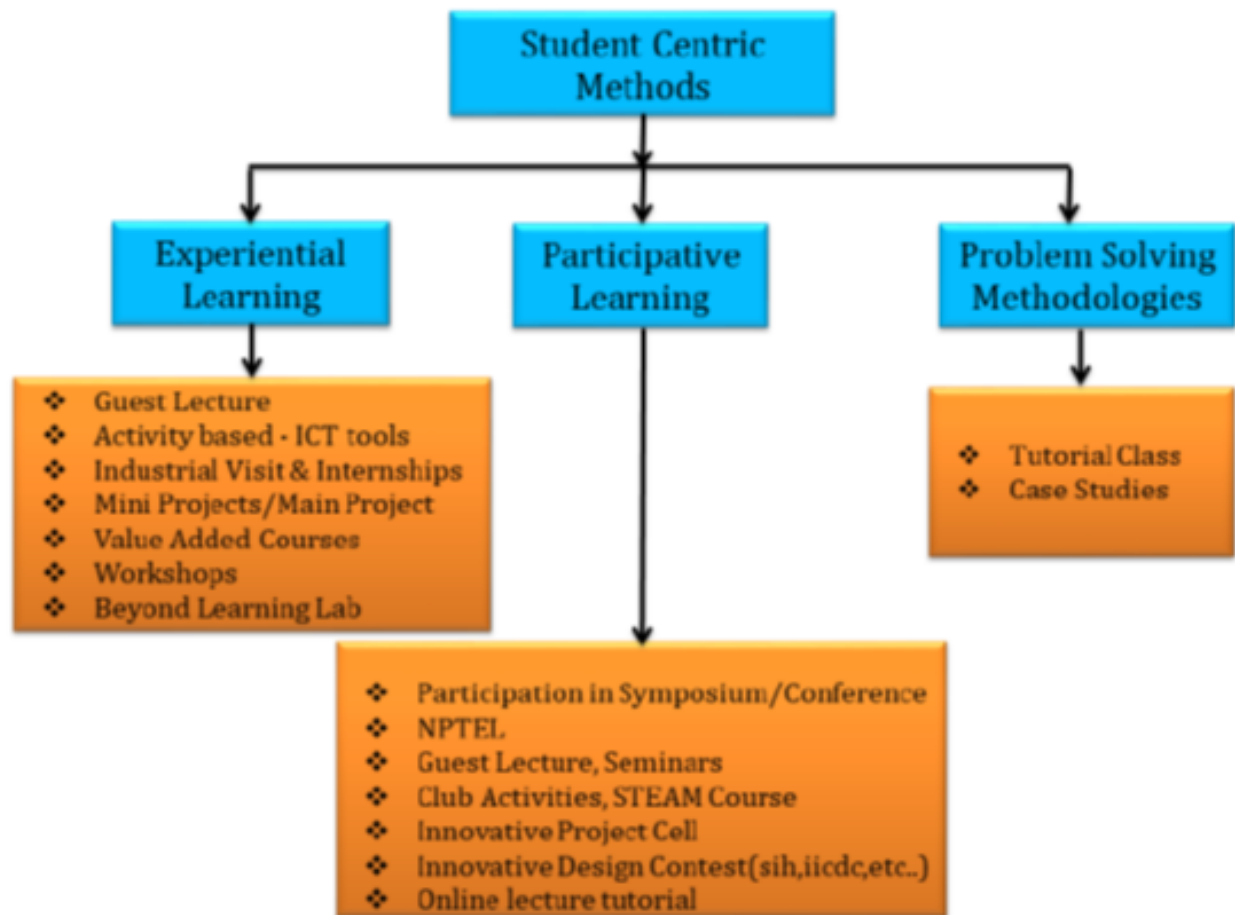 Student Centric
Methods
Experiential
Learning
Participative
Learning
Problem Solving
Methodologies
❖ Guest Lecture
❖ Activity based - ICT tools
❖ Industrial Visit & Internships
❖ Mini Projects/Main Project
❖ Value Added Courses
❖ Workshops
❖ Beyond Learning Lab
❖ Tutorial Class
❖ Case Studies
❖ Participation in Symposium/Conference
❖ NPTEL
❖ Guest Lecture, Seminars
❖ Club Activities, STEAM Course
❖ Innovative Project Cell
❖ Innovative Design Contest(sih,iicdc,etc..)
❖ Online lecture tutorial